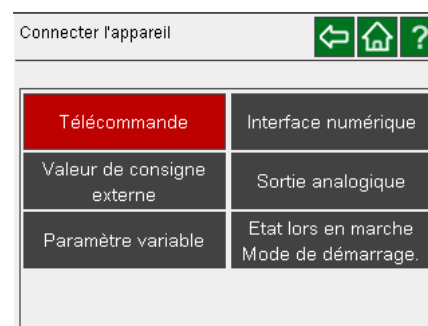 Connecter l'appareil
?
Télécommande
Interface numérique
Valeur de consigne
externe
Sortie analogique
Paramètre variable
Etat lors en marche
Mode de démarrage.